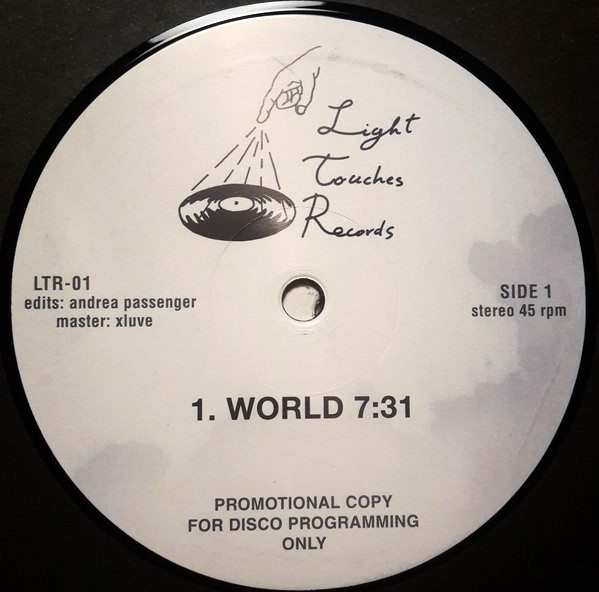 Light
Touches
Records
LTR-01
edits: andrea passenger
master: xluve
SIDE 1
stereo 45 rpm
1. WORLD 7:31
PROMOTIONAL COPY
FOR DISCO PROGRAMMING
ONLY